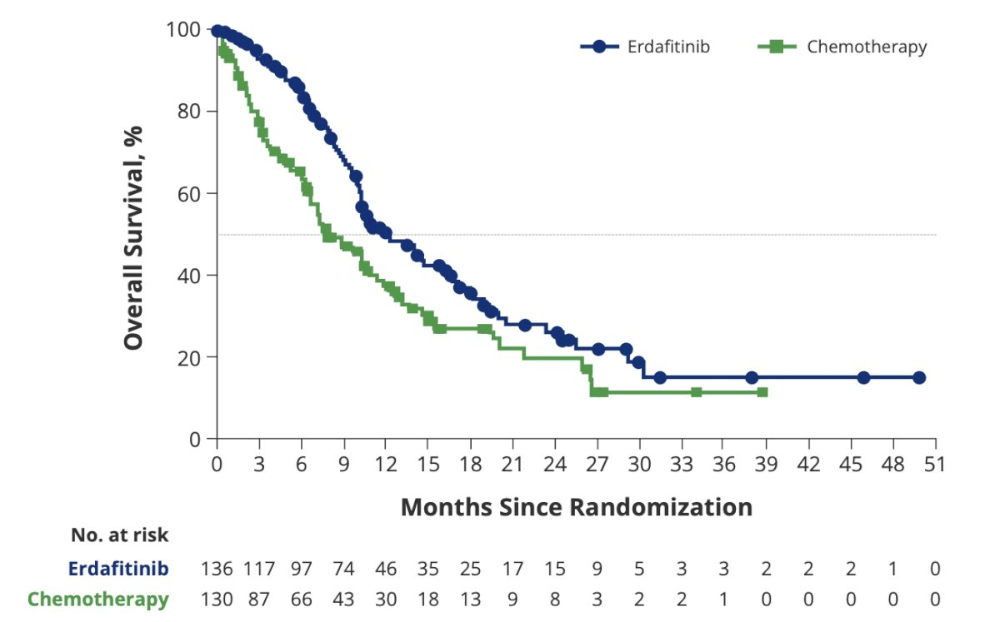 100
80
60
40
20
0
Overall Survival, %
Erdafitinib Chemotherapy
0 3 6 9 12 15 18 21 24 27 30 33 36 39 42 45 48 51
Months Since Randomization
No. at risk
Erdafitinib 136 117 97 74 46 35 25 17 15 9 5 3 3 2 2 2 1 0
Chemotherapy 130 87 66 43 30 18 13 9 8 3 2 2 1 0 0 0 0 0